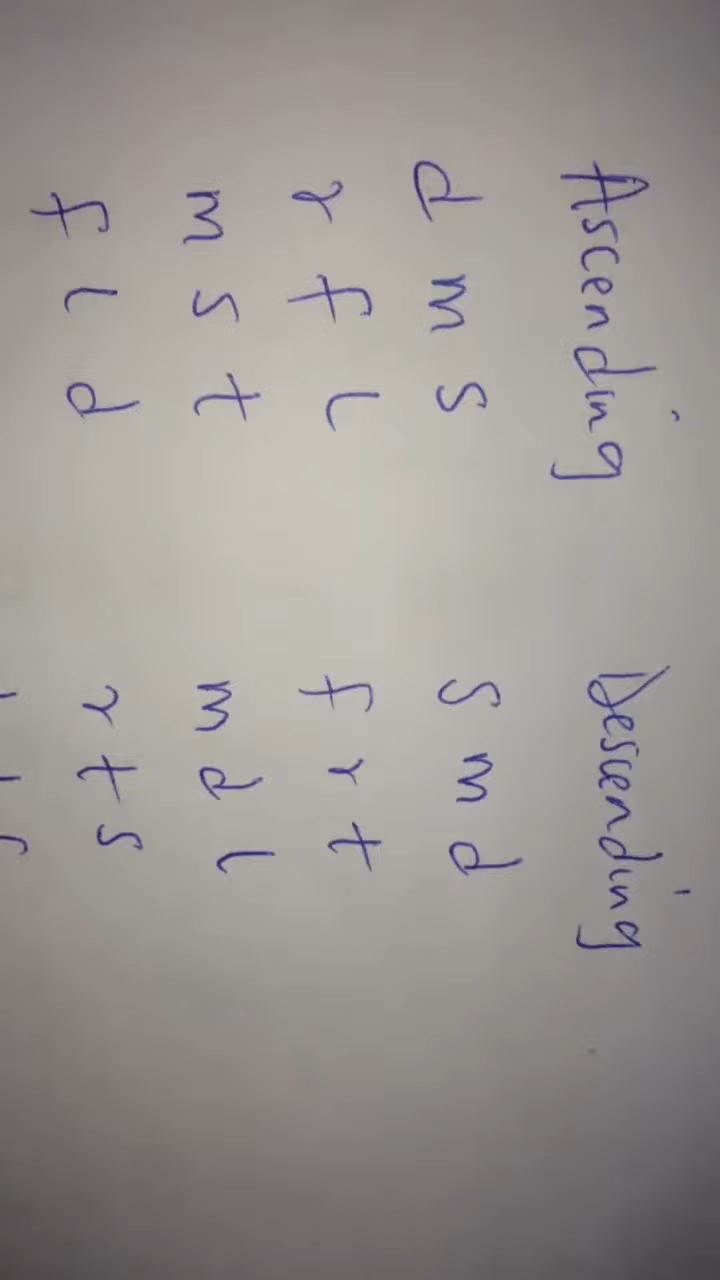 Ascending Descending
d m s s m d
r f l f r t
m s t m d l
f l d r t s